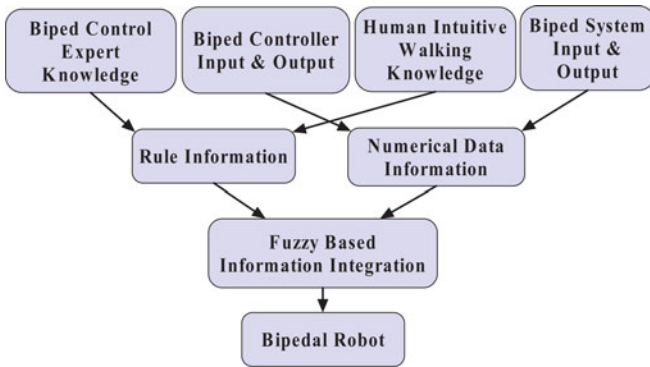 Biped Control
Expert
Knowledge
Biped Controller
Input & Output
Human Intuitive
Walking
Knowledge
Biped System
Input &
Output
Rule Information
Numerical Data
Information
Fuzzy Based
Information Integration
Bipedal Robot